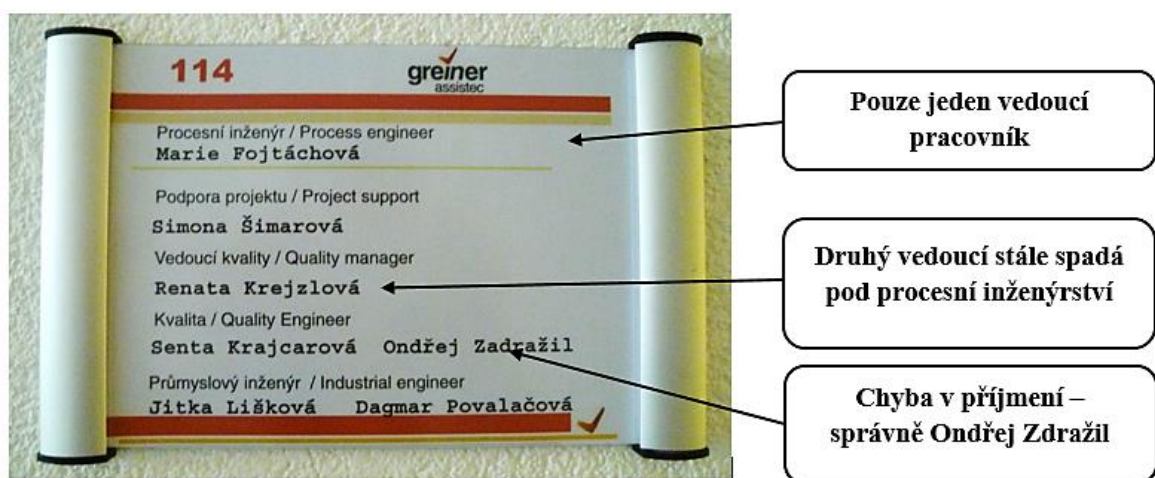 114
greiner
assistec
Procesní inženýr / Process engineer
Marie Fojtáchová
Podpora projektu / Project support
Simona Šimarová
Vedoucí kvality / Quality manager
Renata Krejzlová
Kvalita / Quality Engineer
Senta Krajcarová Ondřej Zadražil
Průmyslový inženýr / Industrial engineer
Jitka Lišková Dagmar Povalačová
Pouze jeden vedoucí
pracovník
Druhý vedoucí stále spadá
pod procesní inženýrství
Chyba v příjmení –
správně Ondřej Zdražil